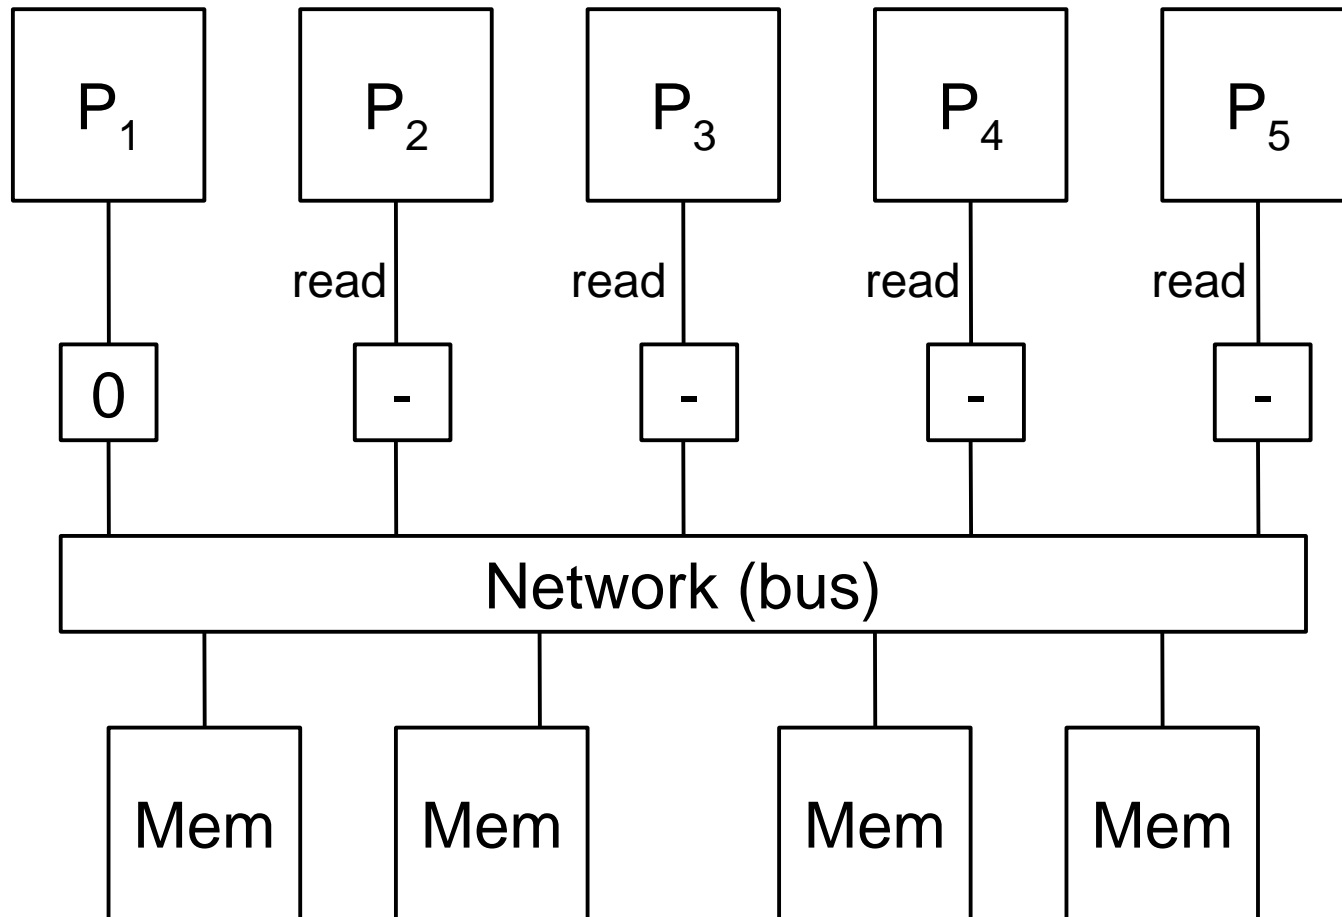 P1 P2 P3 P4 P5
read read read read
0 - - - -
Network (bus)
Mem Mem Mem Mem